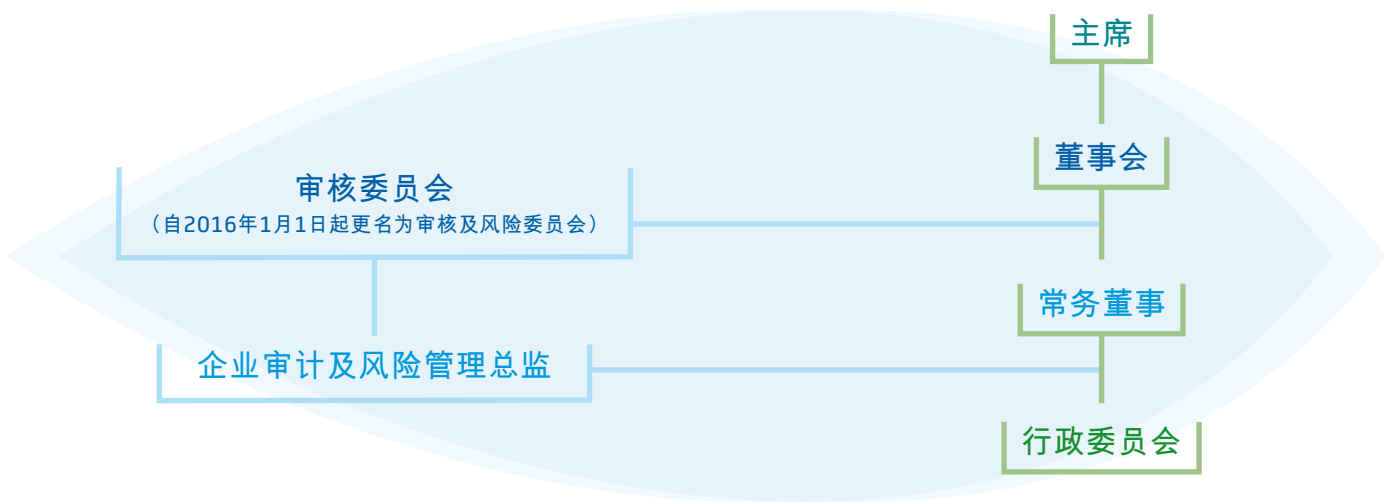 主席
董事会
审核委员会
（自2016年1月1日起更名为审核及风险委员会）
常务董事
企业审计及风险管理总监
行政委员会